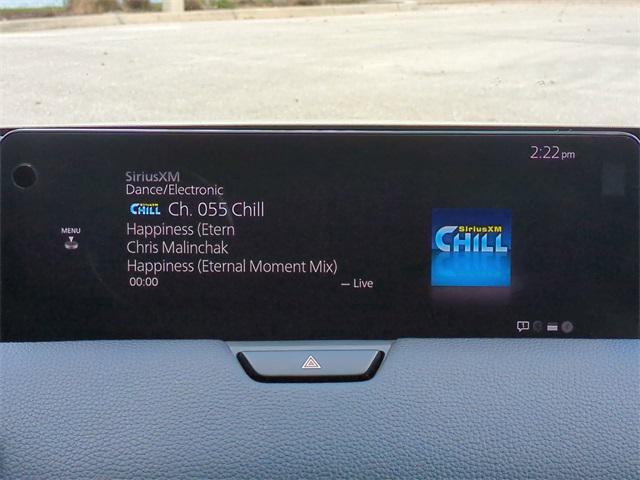 2:22 pm
SiriusXM
Dance/Electronic
CHILL Ch. 055 Chill
MENU
Happiness (Etern
Chris Malinchak
Happiness (Eternal Moment Mix)
00:00 — Live
SiriusXM
CHILL